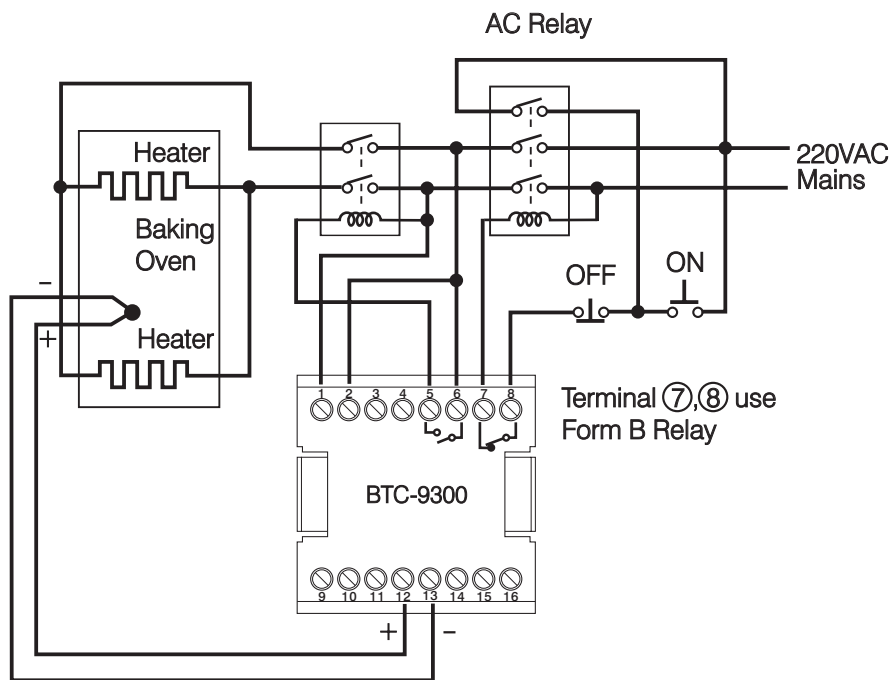 AC Relay
220VAC
Mains
Heater
Baking
Oven
Heater
-
+
OFF
ON
1 2 3 4 5 6 7 8
Terminal ⑦,⑧ use
Form B Relay
BTC-9300
9 10 11 12 13 14 15 16
+ -